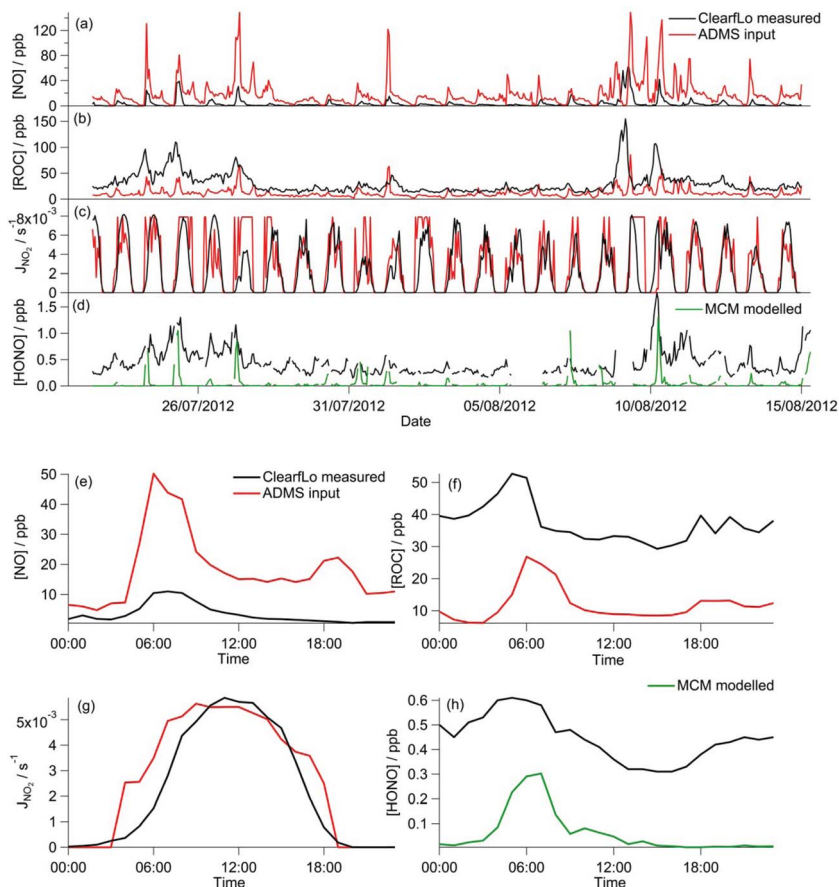 (a)
ClearfLo measured
ADMS input
[NO] / ppb
120
80
40
0
(b)
[ROC] / ppb
150
100
50
0
(c)
J NO2 / s-1
8x10-3
6
4
2
0
(d)
MCM modelled
[HONO] / ppb
1.5
1.0
0.5
0.0
26/07/2012 31/07/2012 05/08/2012 10/08/2012 15/08/2012
Date
(e)
ClearfLo measured
ADMS input
[NO] / ppb
50
40
30
20
10
00:00 06:00 12:00 18:00
Time
(f)
[ROC] / ppb
50
40
30
20
10
00:00 06:00 12:00 18:00
Time
(g)
J NO2 / s-1
5x10-3
4
3
2
1
0
00:00 06:00 12:00 18:00
Time
(h)
MCM modelled
[HONO] / ppb
0.6
0.5
0.4
0.3
0.2
0.1
00:00 06:00 12:00 18:00
Time